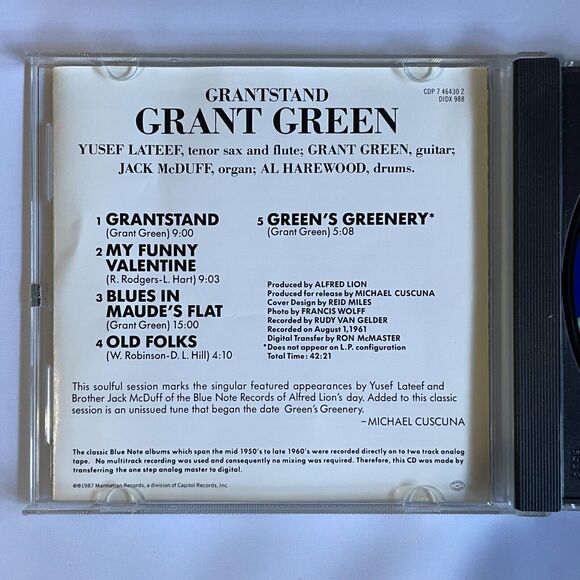 GRANTSTAND
GRANT GREEN
CDP 7 46430 2
DIDX 988
YUSEF LATEEF, tenor sax and flute; GRANT GREEN, guitar;
JACK McDUFF, organ; AL HAREWOOD, drums.
1 GRANTSTAND
(Grant Green) 9:00
2 MY FUNNY
VALENTINE
(R. Rodgers-L. Hart) 9:03
3 BLUES IN
MAUDE'S FLAT
(Grant Green) 15:00
4 OLD FOLKS
(W. Robinson-D. L. Hill) 4:10
5 GREEN'S GREENERY*
(Grant Green) 5:08
Produced by ALFRED LION
Produced for release by MICHAEL CUSCUNA
Cover Design by REID MILES
Photo by FRANCIS WOLFF
Recorded by RUDY VAN GELDER
Recorded on August 1, 1961
Digital Transfer by RON McMASTER
*Does not appear on L.P. configuration
Total Time: 42:21
This soulful session marks the singular featured appearances by Yusef Lateef and
Brother Jack McDuff of the Blue Note Records of Alfred Lion's day. Added to this classic
session is an unissued tune that began the date Green's Greenery.
—MICHAEL CUSCUNA
The classic Blue Note albums which span the mid 1950's to late 1960's were recorded directly on to two track analog
tape. No multitrack recording was used and consequently no mixing was required. Therefore, this CD was made by
transferring the one step analog master to digital.
©℗1987 Manhattan Records, a division of Capitol Records, Inc.